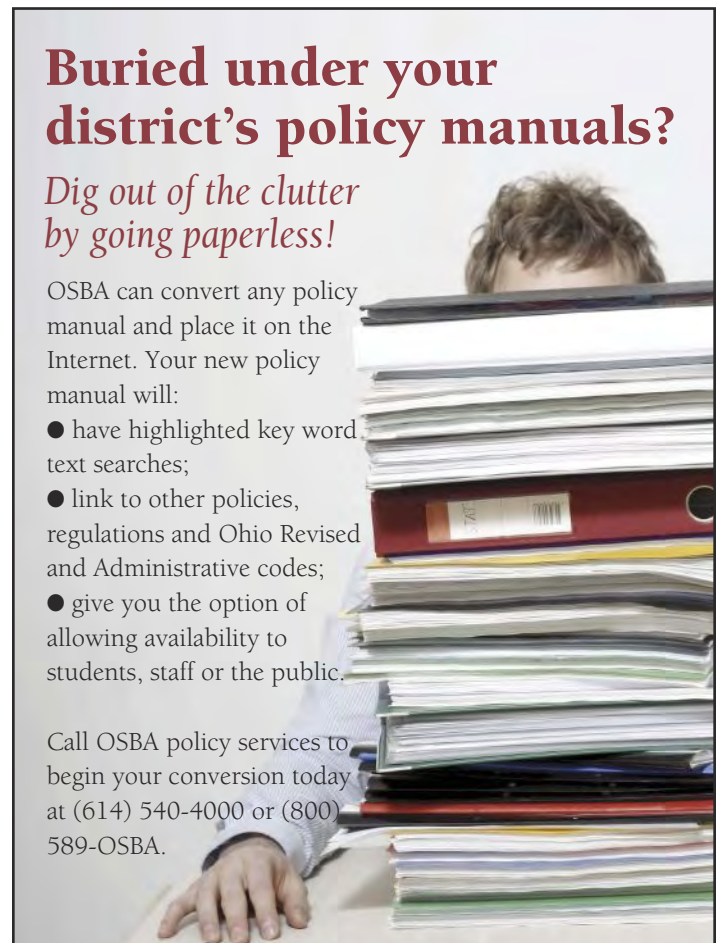 Buried under your
district's policy manuals?
Dig out of the clutter
by going paperless!
OSBA can convert any policy
manual and place it on the
Internet. Your new policy
manual will:
● have highlighted key word
text searches;
● link to other policies,
regulations and Ohio Revised
and Administrative codes;
● give you the option of
allowing availability to
students, staff or the public.
Call OSBA policy services to
begin your conversion today
at (614) 540-4000 or (800)
589-OSBA.